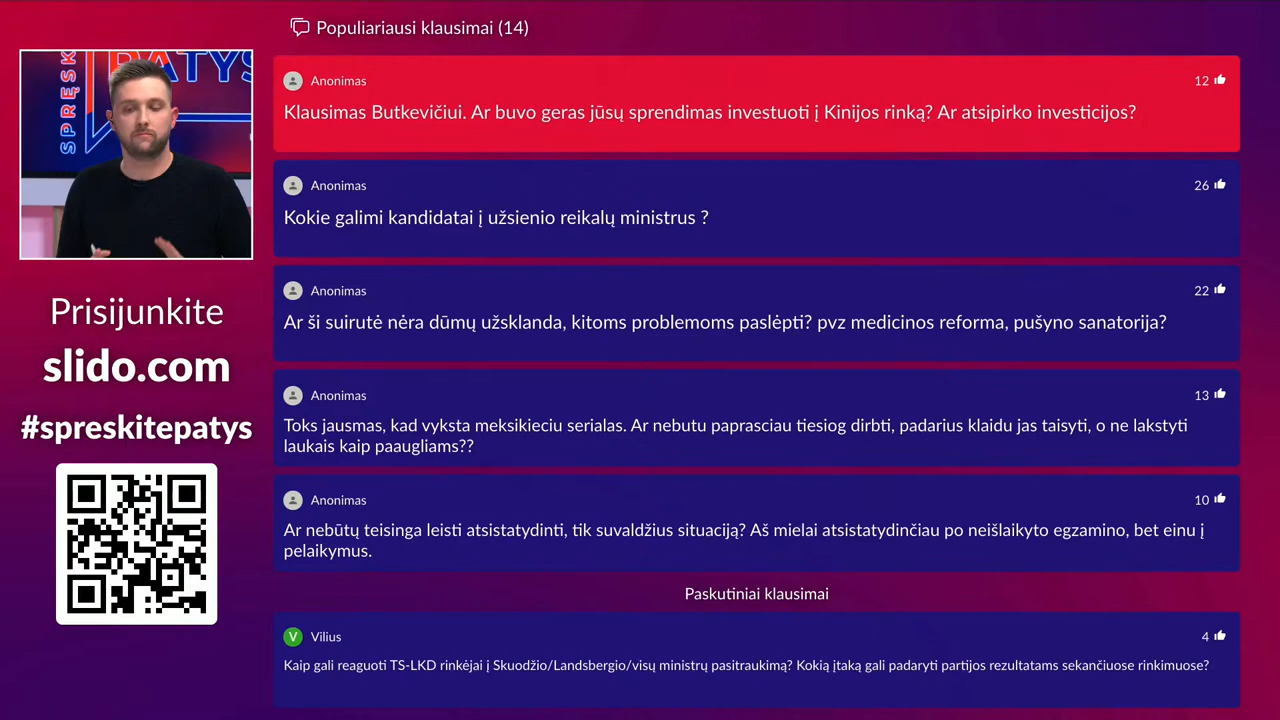 Populiariausi klausimai (14)
SPRĘSK
PATYS
Anonimas
12
Klausimas Butkevičiui. Ar buvo geras jūsų sprendimas investuoti į Kinijos rinką? Ar atsipirko investicijos?
Anonimas
26
Kokie galimi kandidatai į užsienio reikalų ministrus ?
Anonimas
22
Ar ši suirutė nėra dūmų užsklanda, kitoms problemoms paslėpti? pvz medicinos reforma, pušyno sanatorija?
Anonimas
13
Toks jausmas, kad vyksta meksikieciu serialas. Ar nebutu paprasciau tiesiog dirbti, padarius klaidu jas taisyti, o ne lakstyti
laukais kaip paaugliams??
Anonimas
10
Ar nebūtų teisinga leisti atsistatydinti, tik suvaldžius situaciją? Aš mielai atsistatydinčiau po neišlaikyto egzamino, bet einu į
pelaikymus.
Paskutiniai klausimai
V
Vilius
4
Kaip gali reaguoti TS-LKD rinkėjai į Skuodžio/Landsbergio/visų ministrų pasitraukimą? Kokią įtaką gali padaryti partijos rezultatams sekančiuose rinkimuose?
Prisijunkite
slido.com
#spreskitepatys